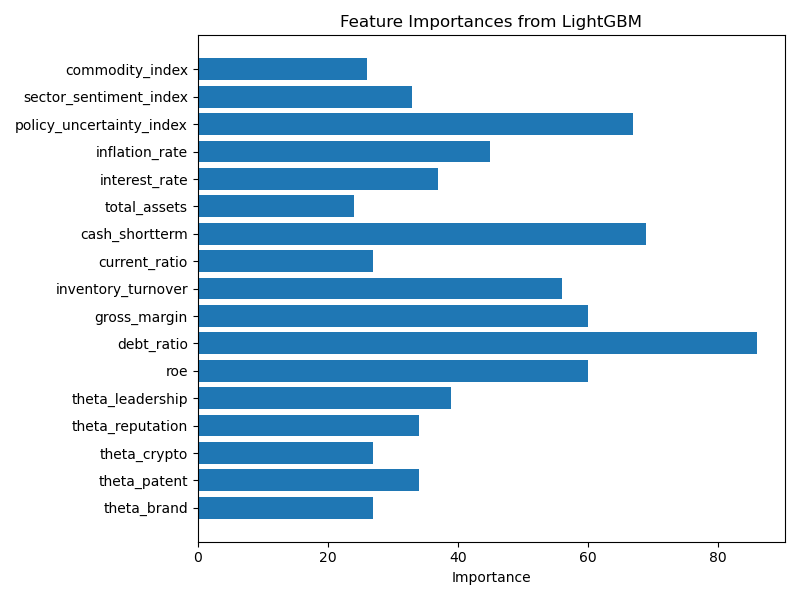 Feature Importances from LightGBM
commodity_index
sector_sentiment_index
policy_uncertainty_index
inflation_rate
interest_rate
total_assets
cash_shortterm
current_ratio
inventory_turnover
gross_margin
debt_ratio
roe
theta_leadership
theta_reputation
theta_crypto
theta_patent
theta_brand
0 20 40 60 80
Importance